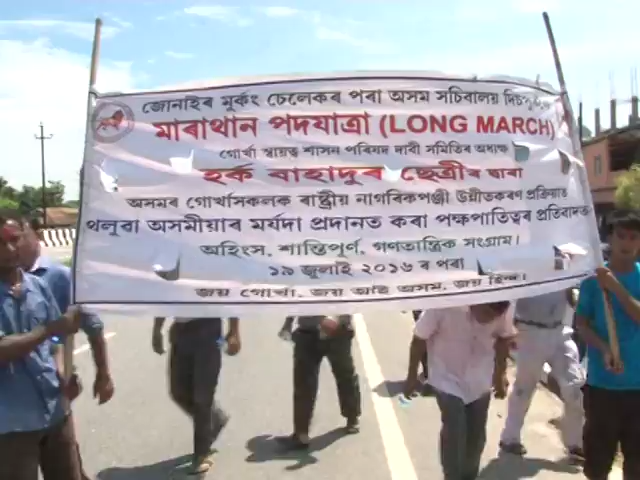 জোনাইৰ মুৰ্কং চেলেকৰ পৰা অসম সচিবালয় দিচপুৰলৈ
মাৰাথান পদযাত্ৰা (LONG MARCH)
গোৰ্খা স্বায়ত্ব শাসন পৰিষদ দাবী সমিতিৰ অধ্যক্ষ
হৰ্ক বাহাদুৰ ছেত্ৰীৰ দ্বাৰা
অসমৰ গোৰ্খাসকলক ৰাষ্ট্ৰীয় নাগৰিকপঞ্জী উন্নীতকৰণ প্ৰক্ৰিয়াত
থলুৱা অসমীয়াৰ মৰ্যদা প্ৰদানত কৰা পক্ষপাতিত্বৰ প্ৰতিবাদত
অহিংস, শান্তিপূৰ্ণ, গণতান্ত্ৰিক সংগ্ৰাম।
১৯ জুলাই ২০১৬ ৰ পৰা
জয় গোৰ্খা, জয় আই অসম, জয় হিন্দ।